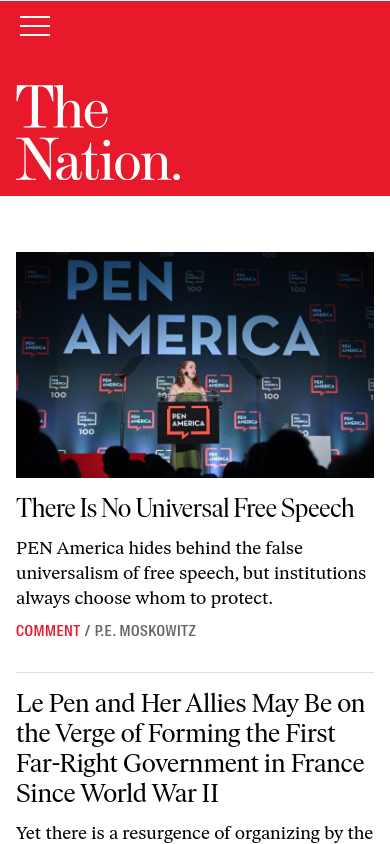 The
Nation.
PEN
AMERICA
PEN
AMERICA
100
There Is No Universal Free Speech
PEN America hides behind the false
universalism of free speech, but institutions
always choose whom to protect.
COMMENT / P.E. MOSKOWITZ
Le Pen and Her Allies May Be on
the Verge of Forming the First
Far-Right Government in France
Since World War II
Yet there is a resurgence of organizing by the